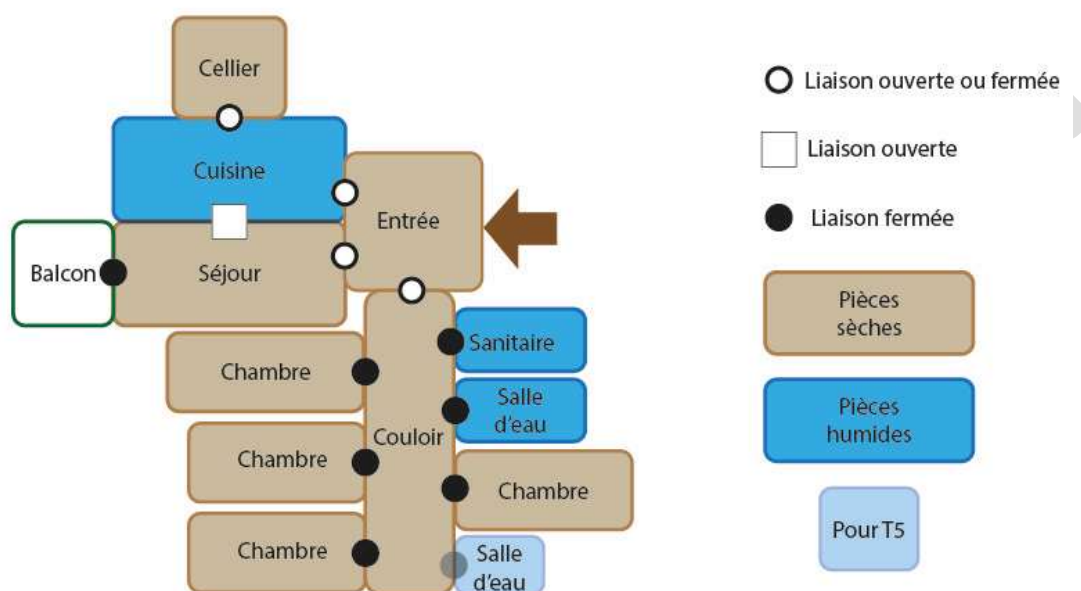 Cellier
Cuisine
Entrée
Balcon
Séjour
Sanitaire
Chambre
Salle
d'eau
Couloir
Chambre
Chambre
Chambre
Salle
d'eau
Liaison ouverte ou fermée
Liaison ouverte
Liaison fermée
Pièces
sèches
Pièces
humides
Pour T5